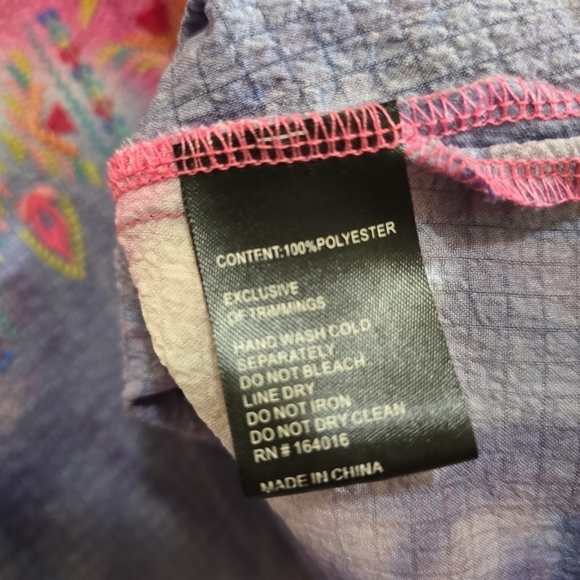 CONTENT:100%POLYESTER
EXCLUSIVE
OF TRIMMINGS
HAND WASH COLD
SEPARATELY
DO NOT BLEACH
LINE DRY
DO NOT IRON
DO NOT DRY CLEAN
RN # 164016
MADE IN CHINA